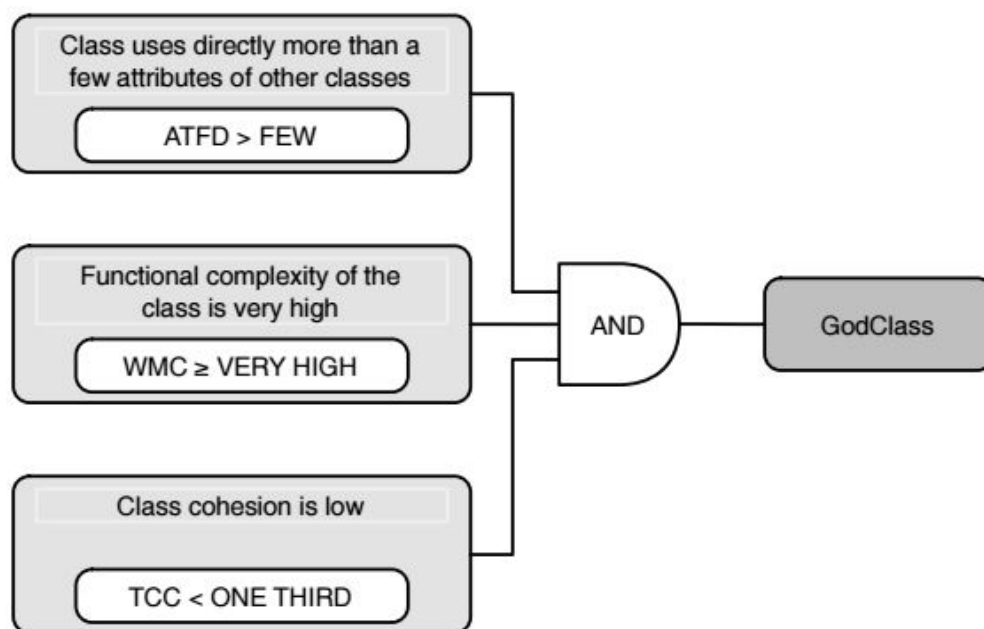 Class uses directly more than a
few attributes of other classes
ATFD > FEW
Functional complexity of the
class is very high
WMC ≥ VERY HIGH
Class cohesion is low
TCC < ONE THIRD
AND
GodClass